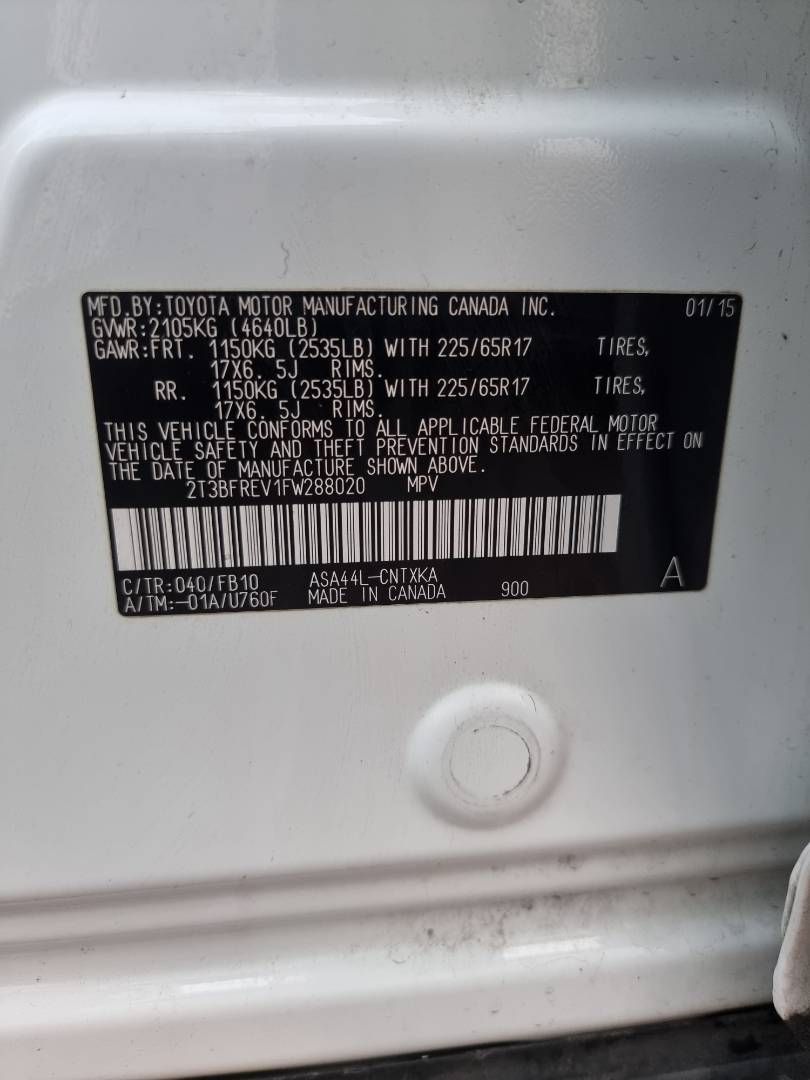 MFD.BY:TOYOTA MOTOR MANUFACTURING CANADA INC. 01/15
GVWR:2105KG (4640LB)
GAWR:FRT. 1150KG (2535LB) WITH 225/65R17 TIRES,
17X6.5J RIMS.
RR. 1150KG (2535LB) WITH 225/65R17 TIRES,
17X6.5J RIMS.
THIS VEHICLE CONFORMS TO ALL APPLICABLE FEDERAL MOTOR
VEHICLE SAFETY AND THEFT PREVENTION STANDARDS IN EFFECT ON
THE DATE OF MANUFACTURE SHOWN ABOVE.
2T3BFREV1FW288020 MPV
C/TR:040/FB10 ASA44L-CNTXKA
A/TM:-01A/U760F MADE IN CANADA 900 A